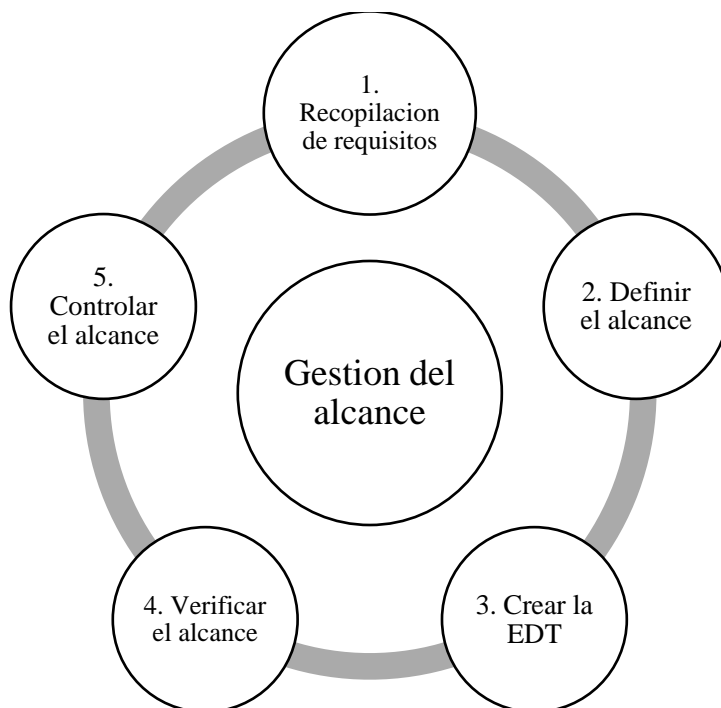 1.
Recopilacion
de requisitos
2. Definir
el alcance
3. Crear la
EDT
4. Verificar
el alcance
5.
Controlar
el alcance
Gestion del
alcance